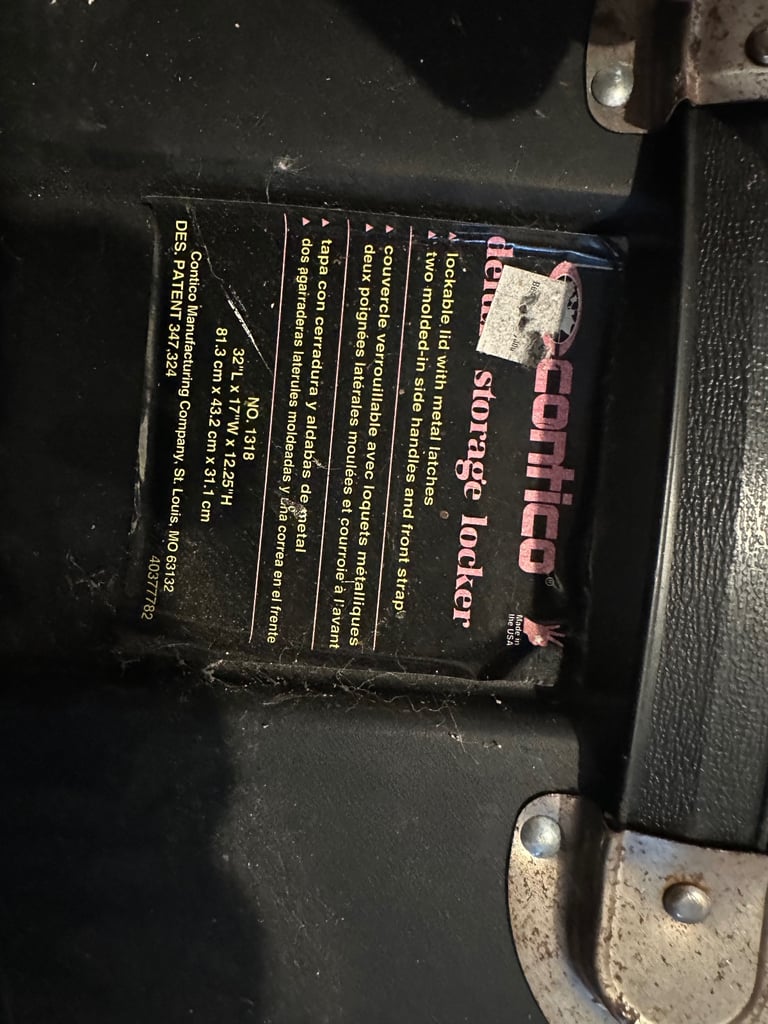 contico®
Made in
the USA
storage locker
lockable lid with metal latches
two molded-in side handles and front strap
couvercle verrouillable avec loquets métalliques
deux poignées latérales moulées et courroie à l'avant
tapa con cerradura y aldabas de metal
dos agarraderas laterules moldeadas y una correa en el frente
NO. 1318
32"L x 17"W x 12.25"H
81.3 cm x 43.2 cm x 31.1 cm
Contico Manufacturing Company, St. Louis, MO 63132
DES, PATENT 347,324
40377782